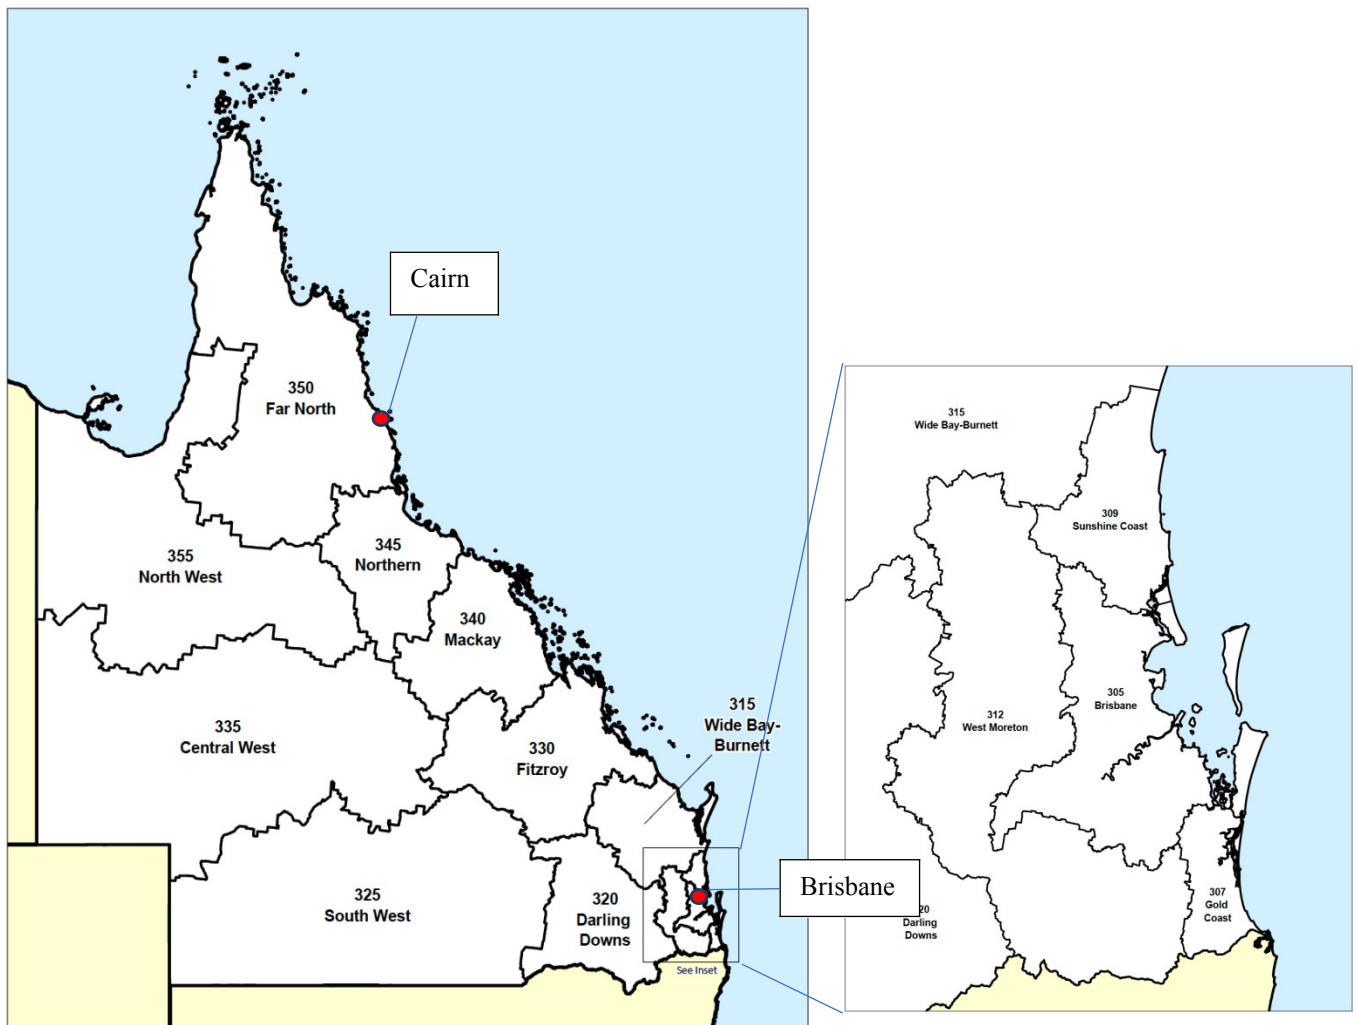 Cairn
350
Far North
355
North West
345
Northern
340
Mackay
335
Central West
330
Fitzroy
315
Wide Bay-
Burnett
325
South West
320
Darling
Downs
See Inset
Brisbane
315
Wide Bay-Burnett
309
Sunshine Coast
305
Brisbane
312
West Moreton
307
Gold
Coast
20
Darling
Downs